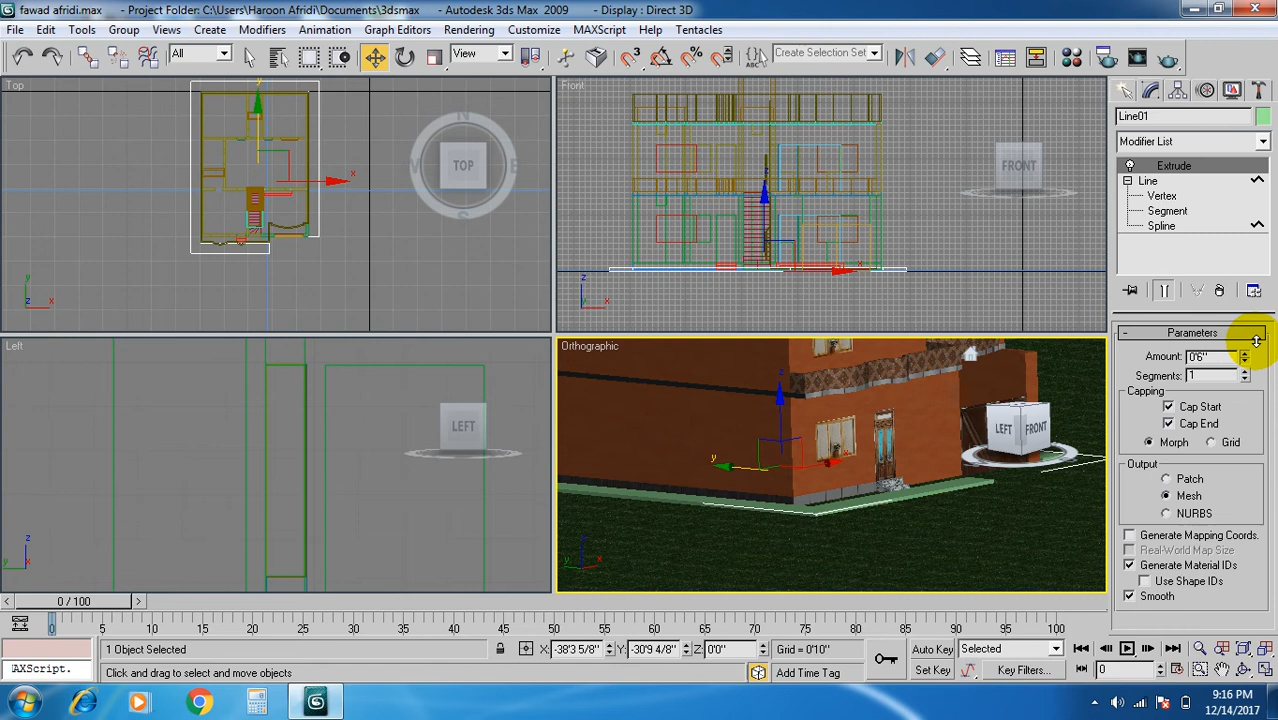 fawad afridi.max - Project Folder: C:\Users\Haroon Afridi\Documents\3dsmax - Autodesk 3ds Max 2009 - Display : Direct 3D
File Edit Tools Group Views Create Modifiers Animation Graph Editors Rendering Customize MAXScript Help Tentacles
All View 3 3 Create Selection Set
Top Front
Line01
Modifier List
Extrude
Line
Vertex
Segment
Spline
TOP FRONT
N
S
y x z
Left Orthographic
LEFT LEFT FRONT
Parameters
Amount: 0'6"
Segments: 1
Capping
Cap Start
Cap End
Morph Grid
Output
Patch
Mesh
NURBS
Generate Mapping Coords.
Real-World Map Size
Generate Material IDs
Use Shape IDs
Smooth
< 0 / 100 >
0 5 10 15 20 25 30 35 40 45 50 55 60 65 70 75 80 85 90 95 100
1 Object Selected X: -38'3 5/8" Y: -30'9 4/8" Z: 0'0" Grid = 0'10" Auto Key Selected
AXScript. Click and drag to select and move objects Add Time Tag Set Key Key Filters... 0
9:16 PM
12/14/2017